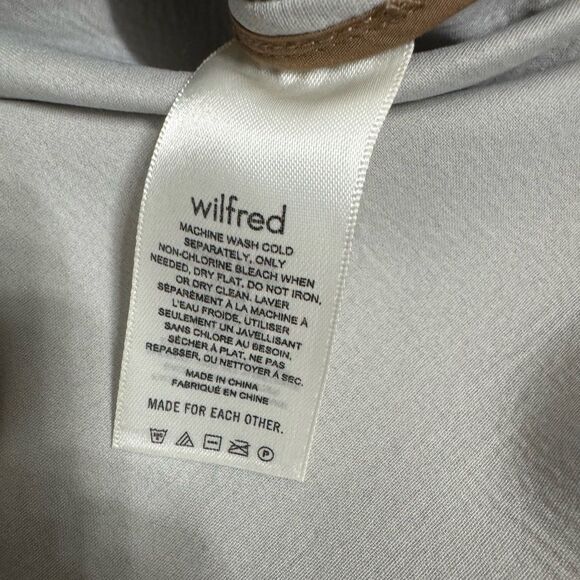 wilfred
MACHINE WASH COLD
SEPARATELY, ONLY
NON-CHLORINE BLEACH WHEN
NEEDED, DRY FLAT, DO NOT IRON,
OR DRY CLEAN. LAVER
SÉPARÉMENT À LA MACHINE À
L'EAU FROIDE, UTILISER
SEULEMENT UN JAVELLISANT
SANS CHLORE AU BESOIN,
SÉCHER À PLAT, NE PAS
REPASSER, OU NETTOYER À SEC.
MADE IN CHINA
FABRIQUÉ EN CHINE
MADE FOR EACH OTHER.
P